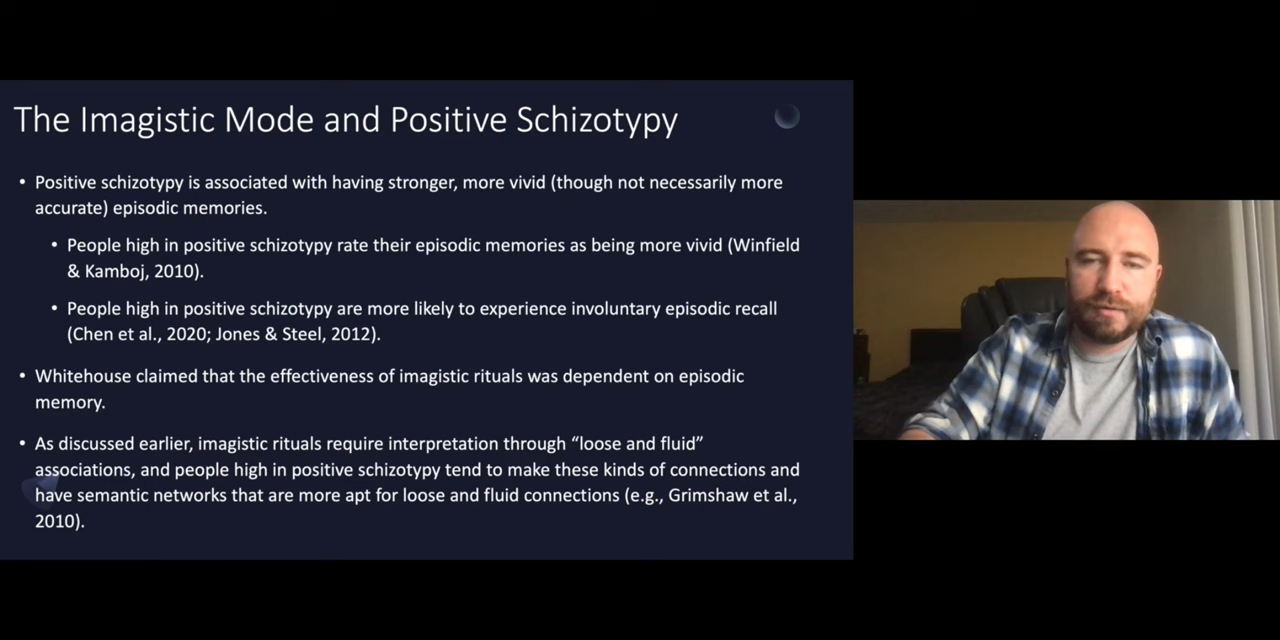 The Imagistic Mode and Positive Schizotypy
• Positive schizotypy is associated with having stronger, more vivid (though not necessarily more
accurate) episodic memories.
• People high in positive schizotypy rate their episodic memories as being more vivid (Winfield
& Kamboj, 2010).
• People high in positive schizotypy are more likely to experience involuntary episodic recall
(Chen et al., 2020; Jones & Steel, 2012).
• Whitehouse claimed that the effectiveness of imagistic rituals was dependent on episodic
memory.
• As discussed earlier, imagistic rituals require interpretation through “loose and fluid”
associations, and people high in positive schizotypy tend to make these kinds of connections and
have semantic networks that are more apt for loose and fluid connections (e.g., Grimshaw et al.,
2010).